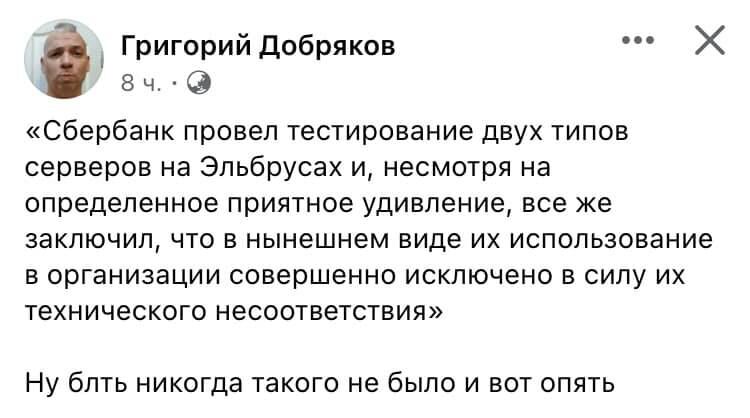 Григорий Добряков
8 ч. ·
«Сбербанк провел тестирование двух типов
серверов на Эльбрусах и, несмотря на
определенное приятное удивление, все же
заключил, что в нынешнем виде их использование
в организации совершенно исключено в силу их
технического несоответствия»
Ну блть никогда такого не было и вот опять